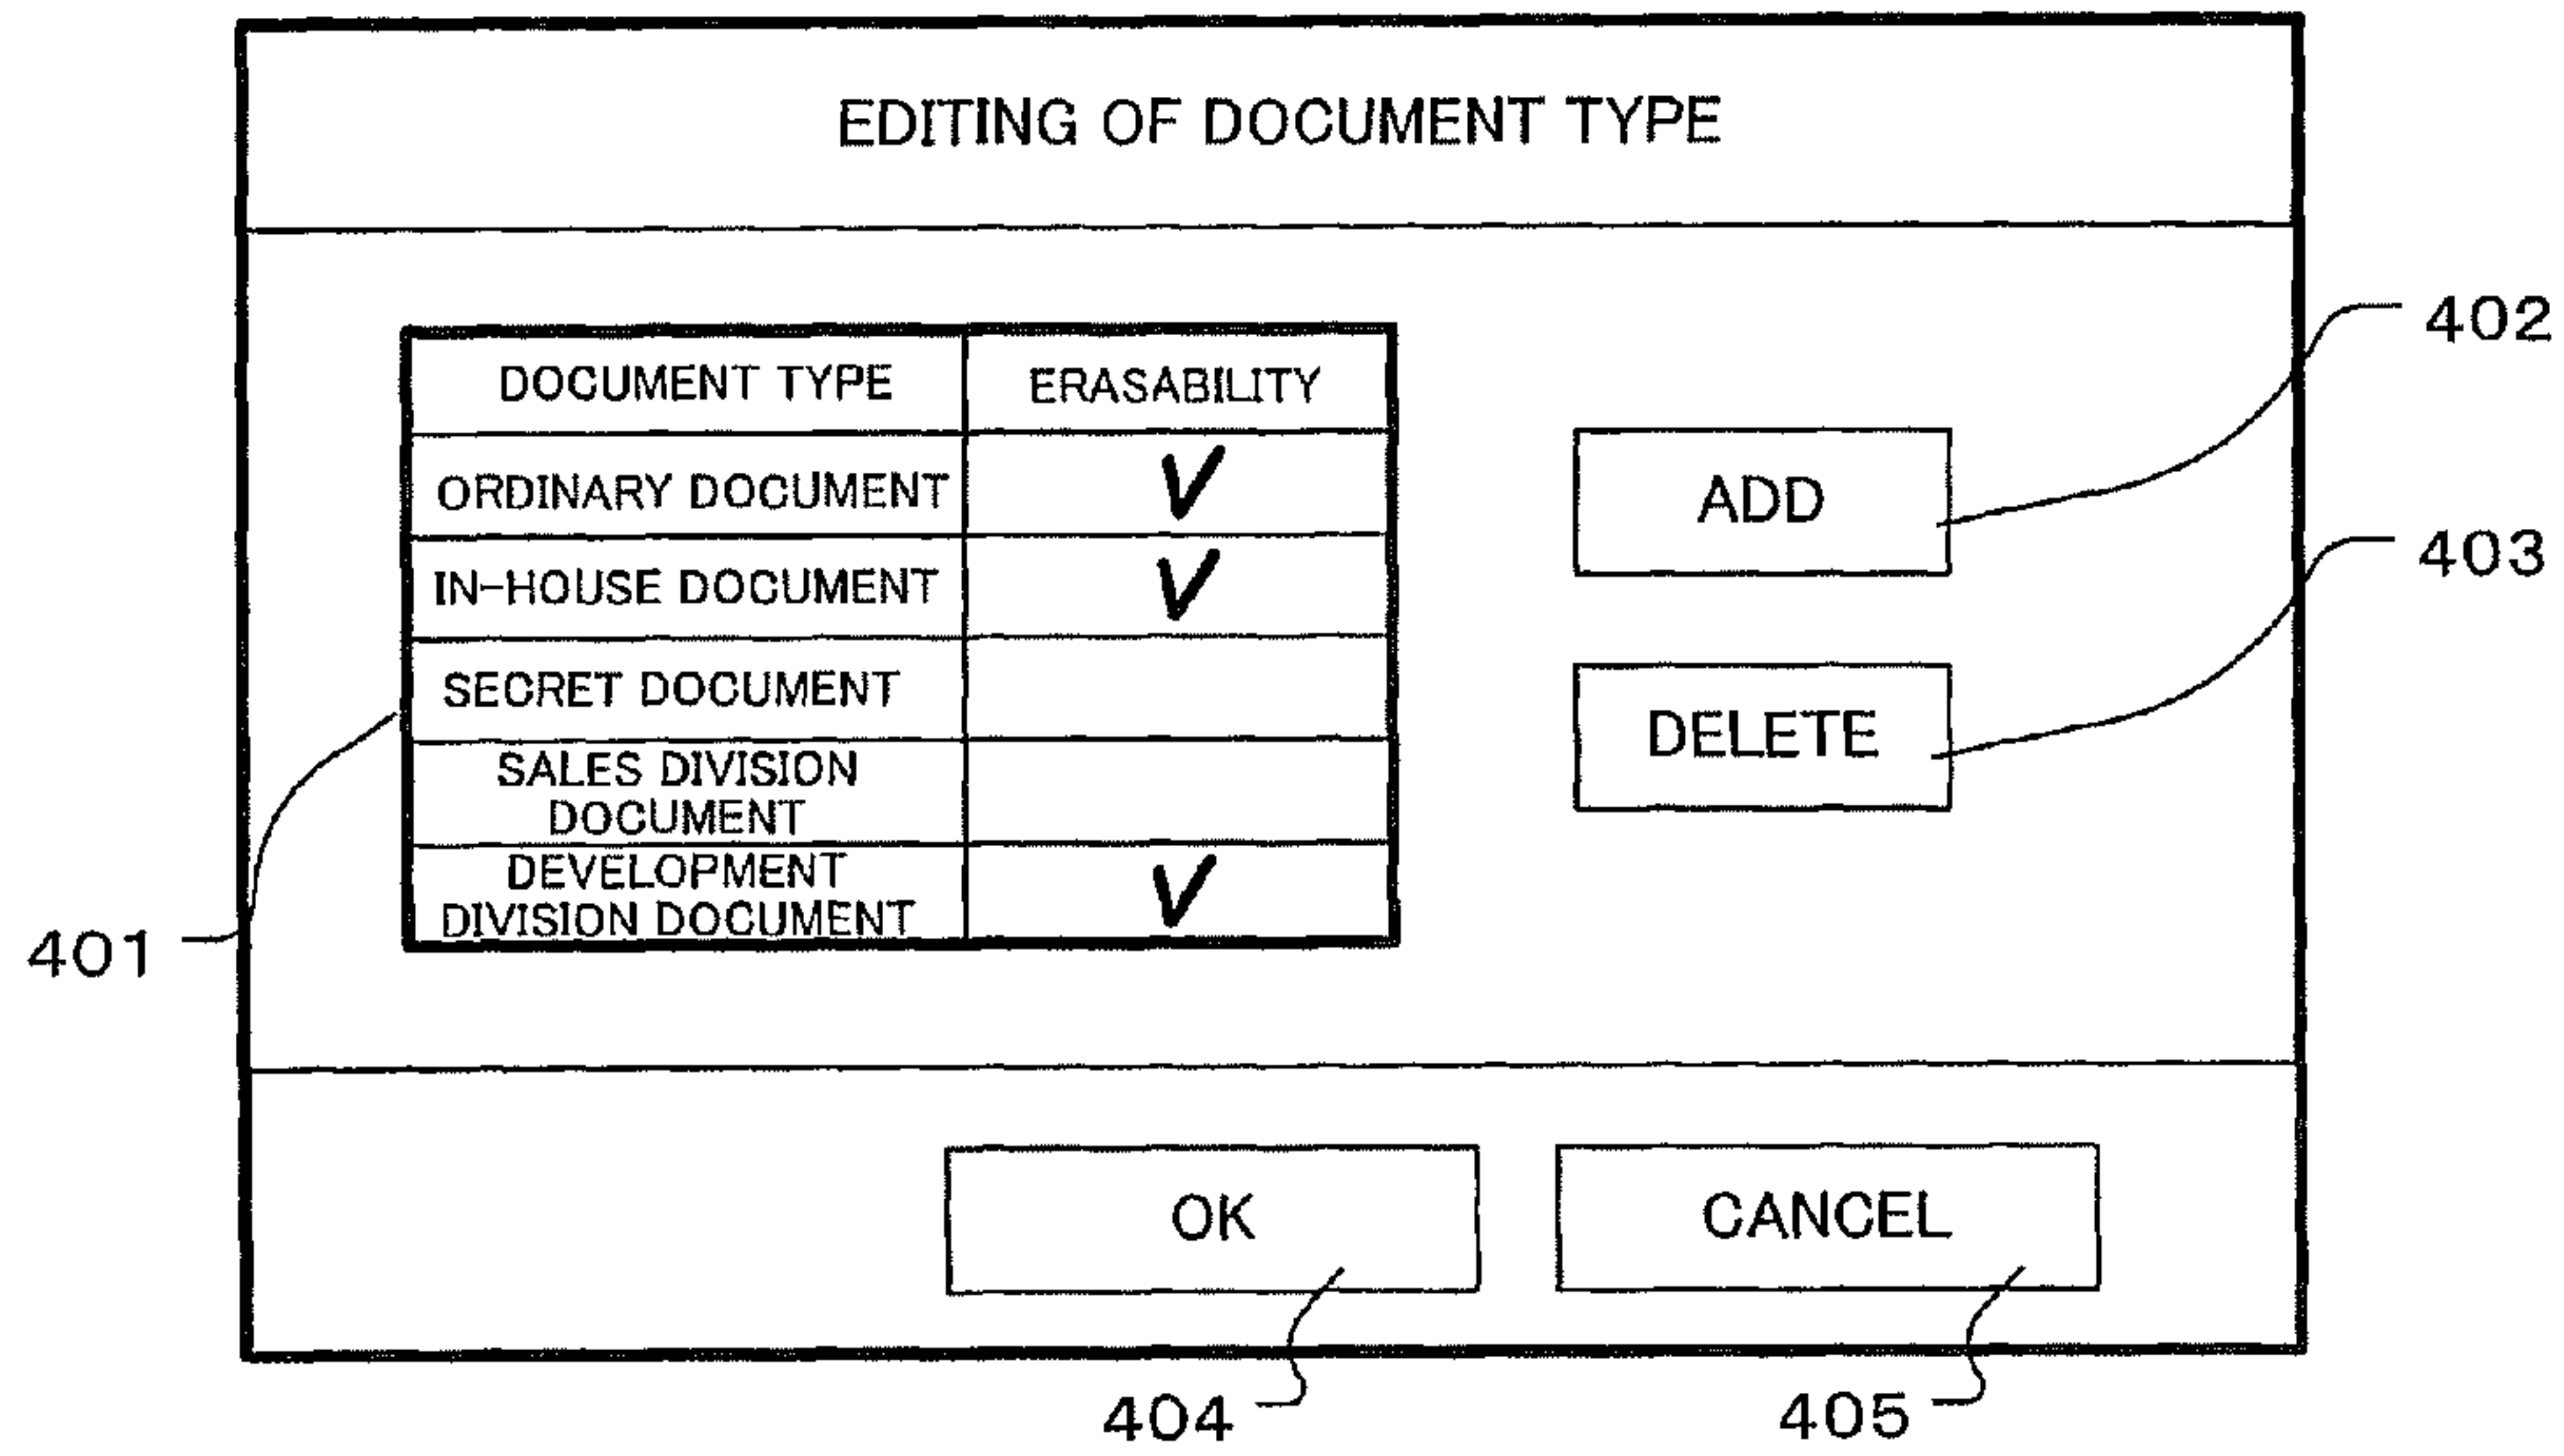 EDITING OF DOCUMENT TYPE
DOCUMENT TYPE ERASABILITY
ORDINARY DOCUMENT
IN-HOUSE DOCUMENT
SECRET DOCUMENT
SALES DIVISION
DOCUMENT
DEVELOPMENT
DIVISION DOCUMENT
401
ADD
402
DELETE
403
OK
404
CANCEL
405